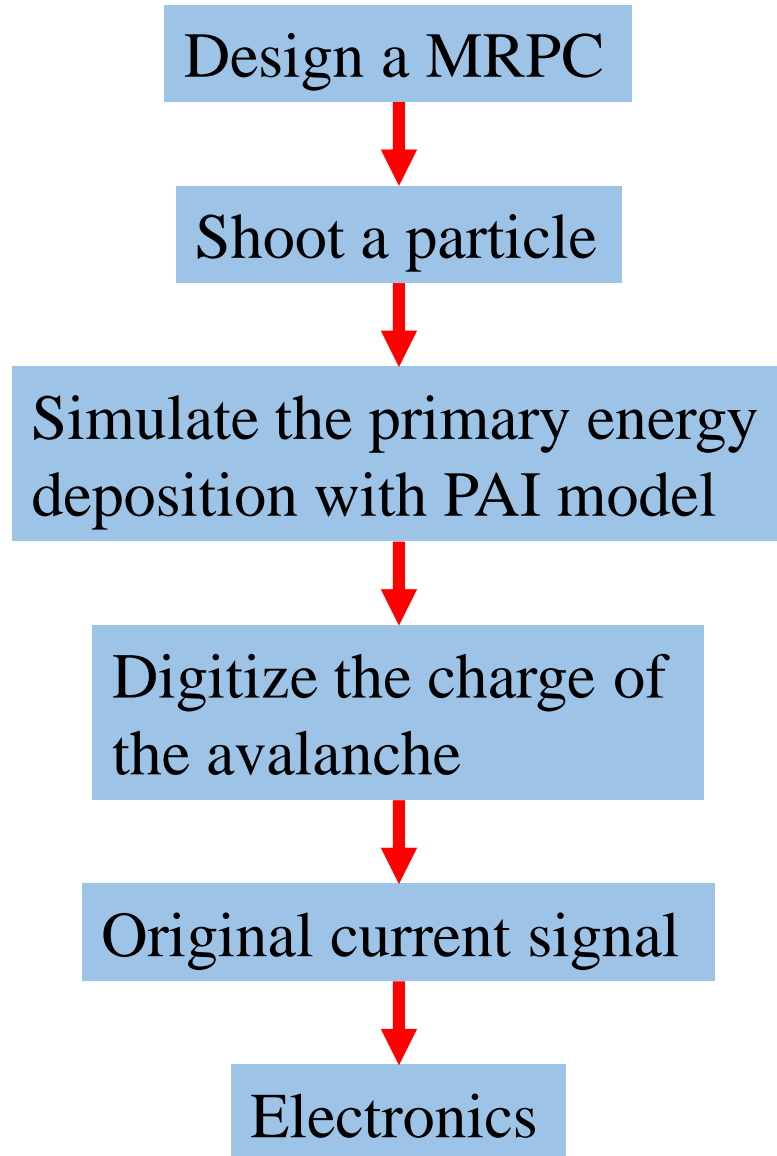 Design a MRPC
Shoot a particle
Simulate the primary energy
deposition with PAI model
Digitize the charge of
the avalanche
Original current signal
Electronics